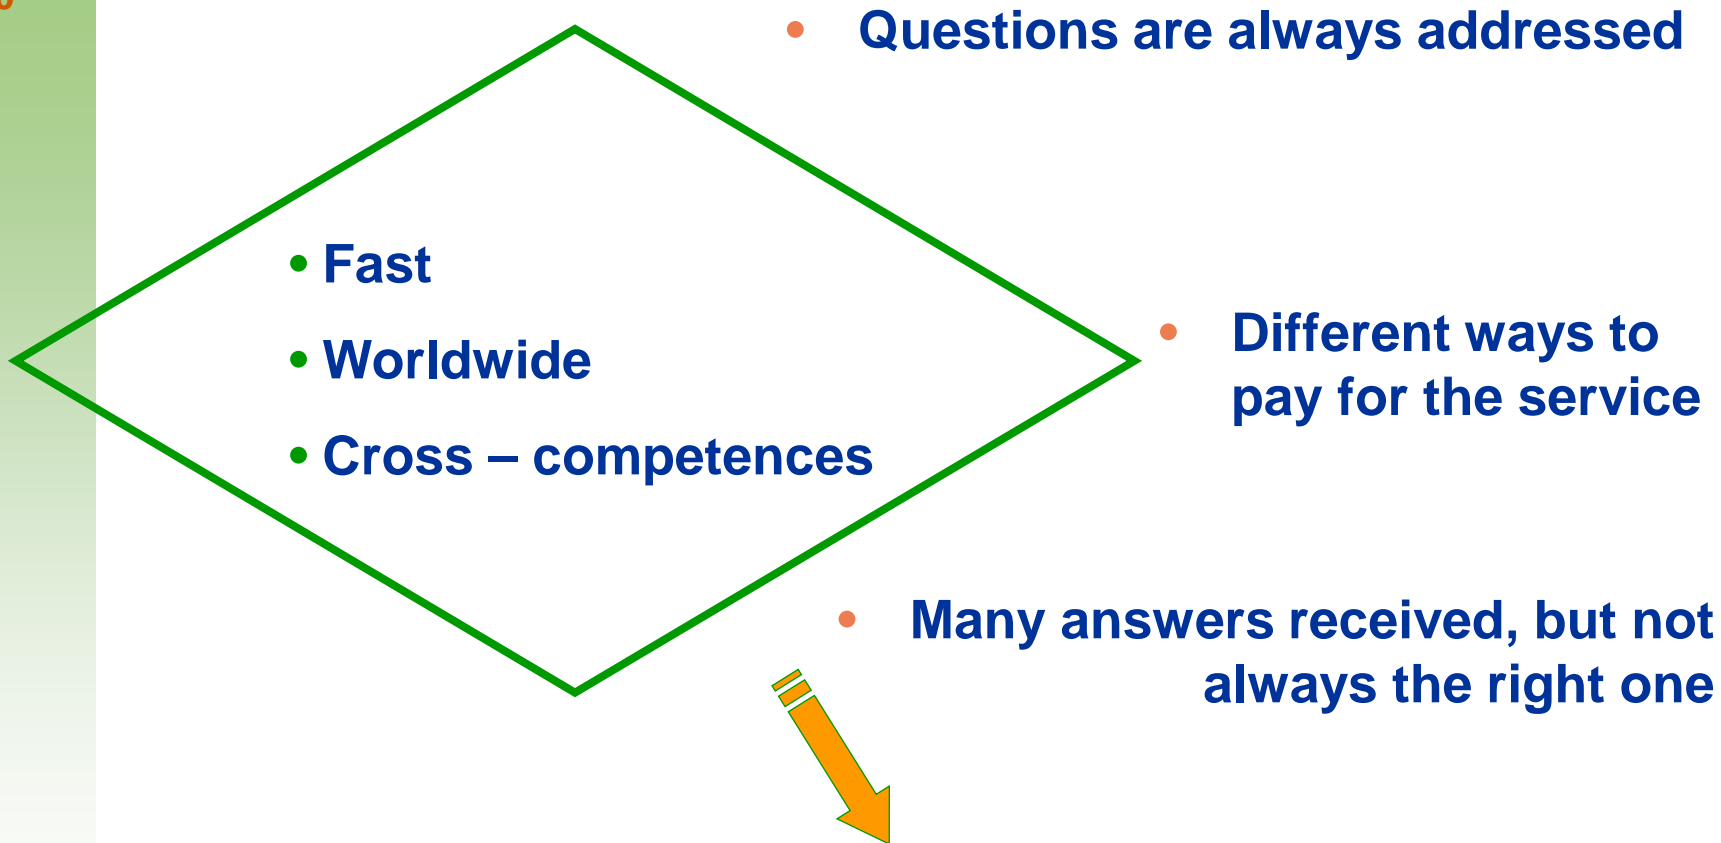 • Questions are always addressed
• Fast
• Worldwide
• Cross – competences
• Different ways to
pay for the service
• Many answers received, but not
always the right one